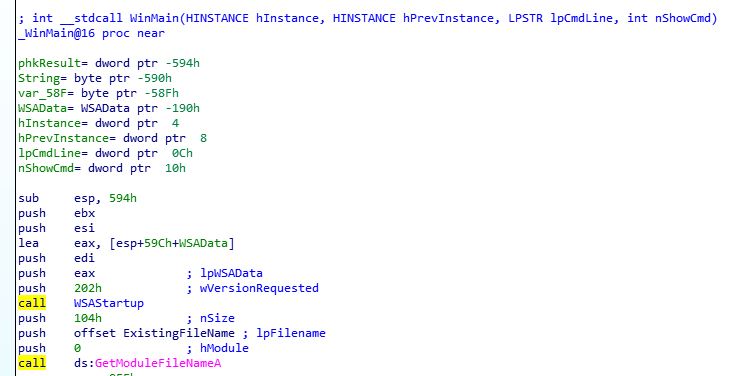 ; int __stdcall WinMain(HINSTANCE hInstance, HINSTANCE hPrevInstance, LPSTR lpCmdLine, int nShowCmd)
_WinMain@16 proc near
phkResult= dword ptr -594h
String= byte ptr -590h
var_58F= byte ptr -58Fh
WSAData= WSAData ptr -190h
hInstance= dword ptr  4
hPrevInstance= dword ptr  8
lpCmdLine= dword ptr  0Ch
nShowCmd= dword ptr  10h
sub     esp, 594h
push    ebx
push    esi
lea     eax, [esp+59Ch+WSAData]
push    edi
push    eax             ; lpWSAData
push    202h            ; wVersionRequested
call    WSAStartup
push    104h            ; nSize
push    offset ExistingFileName ; lpFilename
push    0               ; hModule
call    ds:GetModuleFileNameA